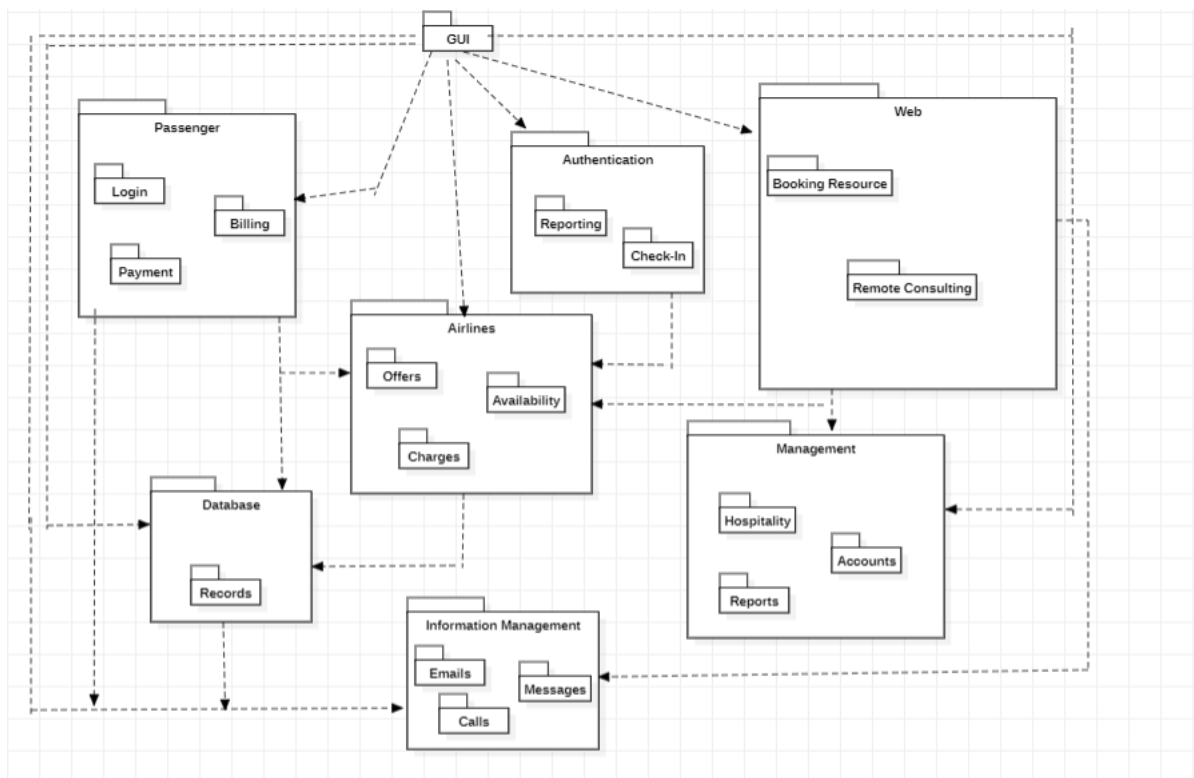 GUI
Passenger
Login
Billing
Payment
Authentication
Reporting
Check-In
Web
Booking Resource
Remote Consulting
Airlines
Offers
Availability
Charges
Management
Hospitality
Accounts
Reports
Database
Records
Information Management
Emails
Messages
Calls